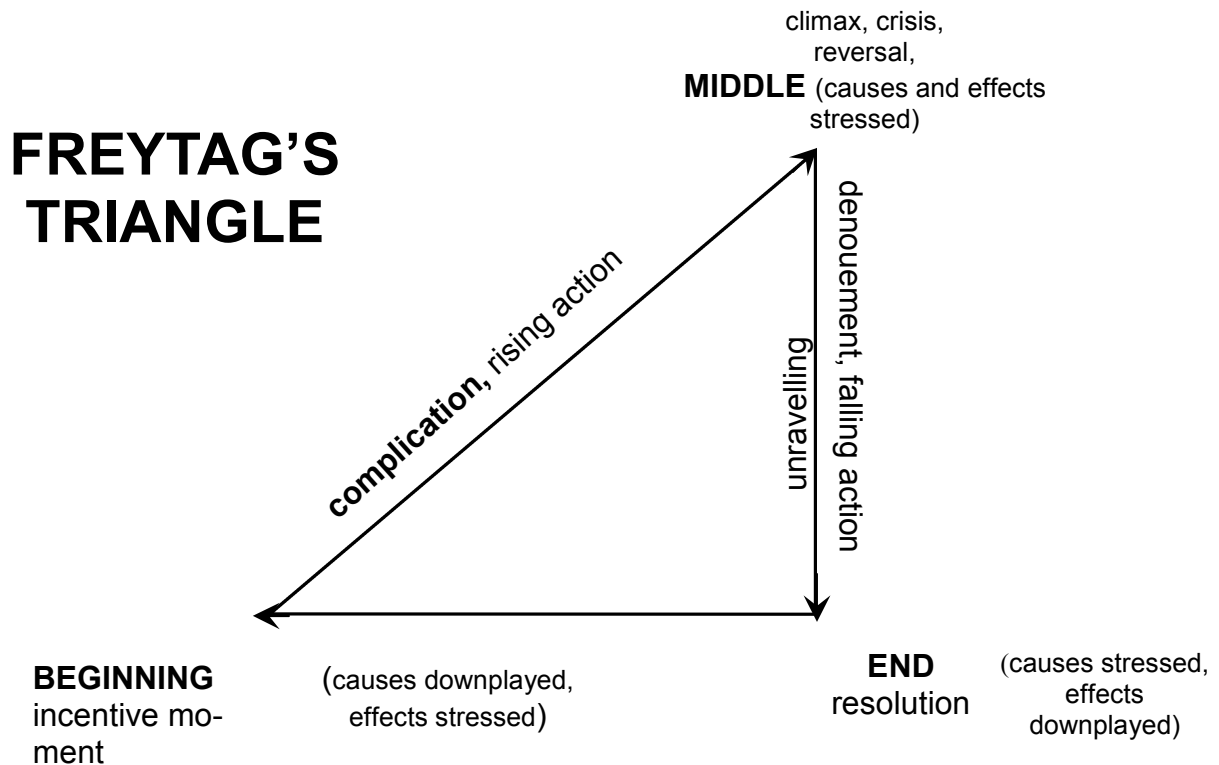 climax, crisis,
reversal,
MIDDLE (causes and effects
stressed)
FREYTAG’S
TRIANGLE
complication, rising action
unraveling
denouement, falling action
BEGINNING
incentive mo-
ment
(causes downplayed,
effects stressed)
END
resolution
(causes stressed,
effects
downplayed)